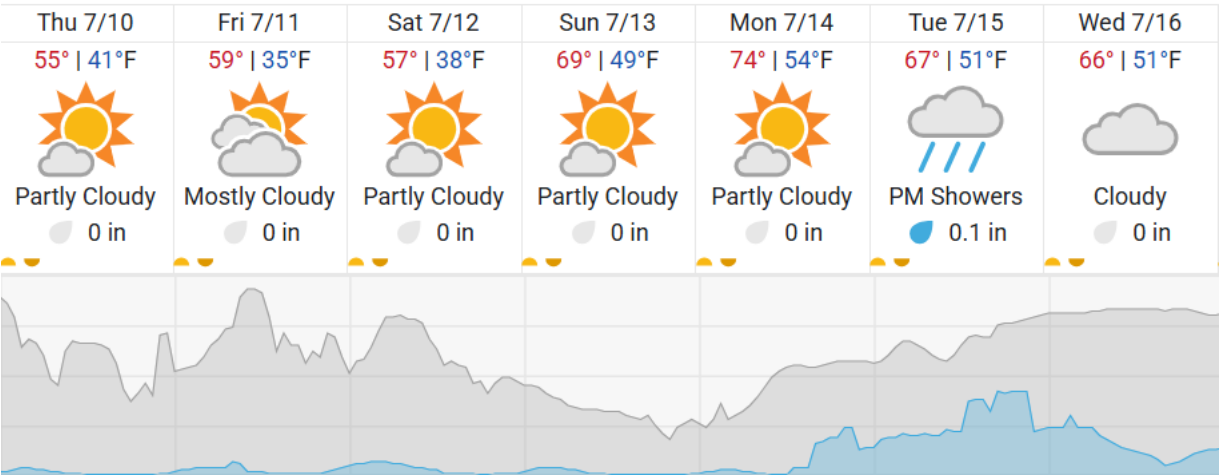 Thu 7/10 Fri 7/11 Sat 7/12 Sun 7/13 Mon 7/14 Tue 7/15 Wed 7/16
55° | 41°F 59° | 35°F 57° | 38°F 69° | 49°F 74° | 54°F 67° | 51°F 66° | 51°F
Partly Cloudy Mostly Cloudy Partly Cloudy Partly Cloudy Partly Cloudy PM Showers Cloudy
0 in 0 in 0 in 0 in 0 in 0.1 in 0 in